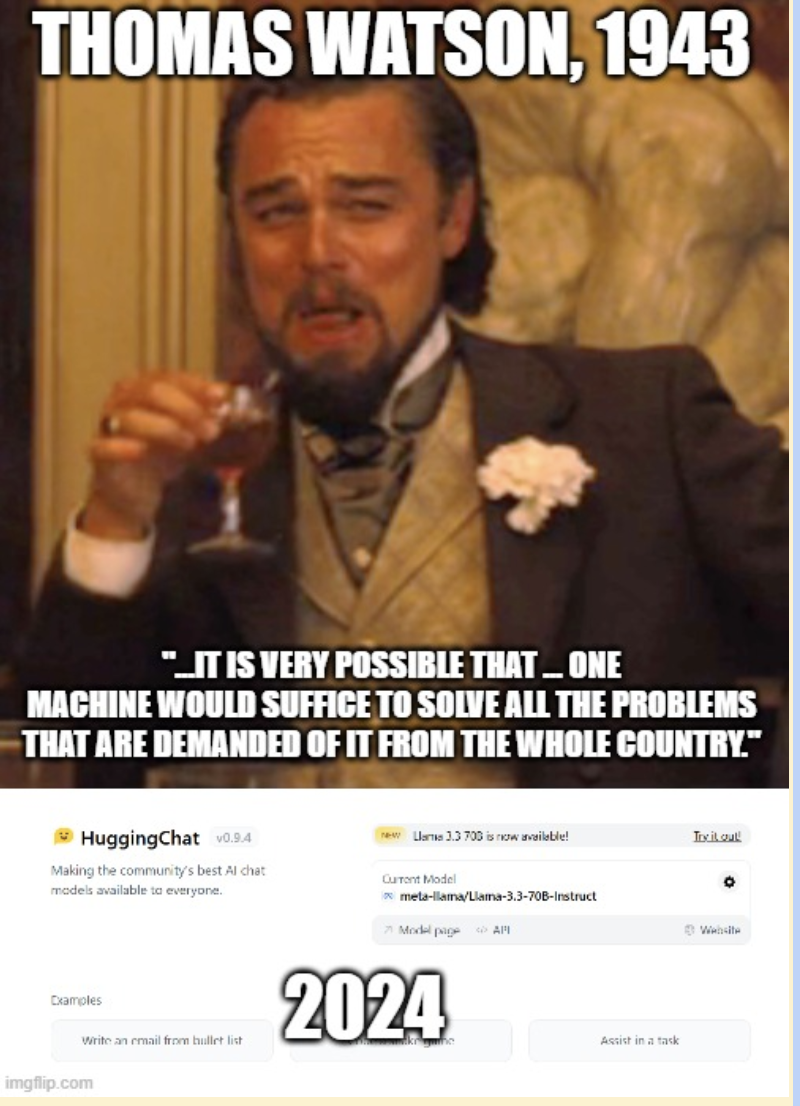 THOMAS WATSON, 1943
"...IT IS VERY POSSIBLE THAT ... ONE
MACHINE WOULD SUFFICE TO SOLVE ALL THE PROBLEMS
THAT ARE DEMANDED OF IT FROM THE WHOLE COUNTRY."
HuggingChat v0.9.4
Making the community's best AI chat
models available to everyone.
NEW Llama 3.3 70B is now available! Try it out!
Current Model
meta-llama/Llama-3.3-70B-Instruct
Model page </> API Website
Examples
2024
Write an email from bullet list
Assist in a task
imgflip.com